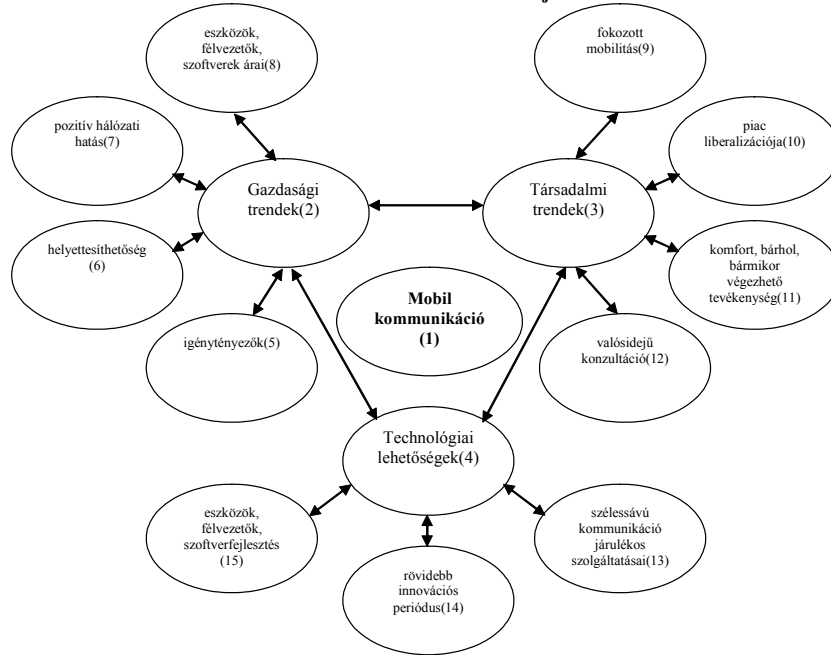 eszközök,
félvezetők,
szoftverek árai(8)
fokozott
mobilitás(9)
pozitív hálózati
hatás(7)
piac
liberalizációja(10)
Gazdasági
trendek(2)
Társadalmi
trendek(3)
helyettesíthetőség
(6)
komfort, bárhol,
bármikor
végezhető
tevékenység(11)
Mobil
kommunikáció
(1)
igénytényezők(5)
valósidejű
konzultáció(12)
Technológiai
lehetőségek(4)
eszközök,
félvezetők,
szoftverfejlesztés
(15)
rövidebb
innovációs
periódus(14)
szélessávú
kommunikáció
járulékos
szolgáltatásai(13)